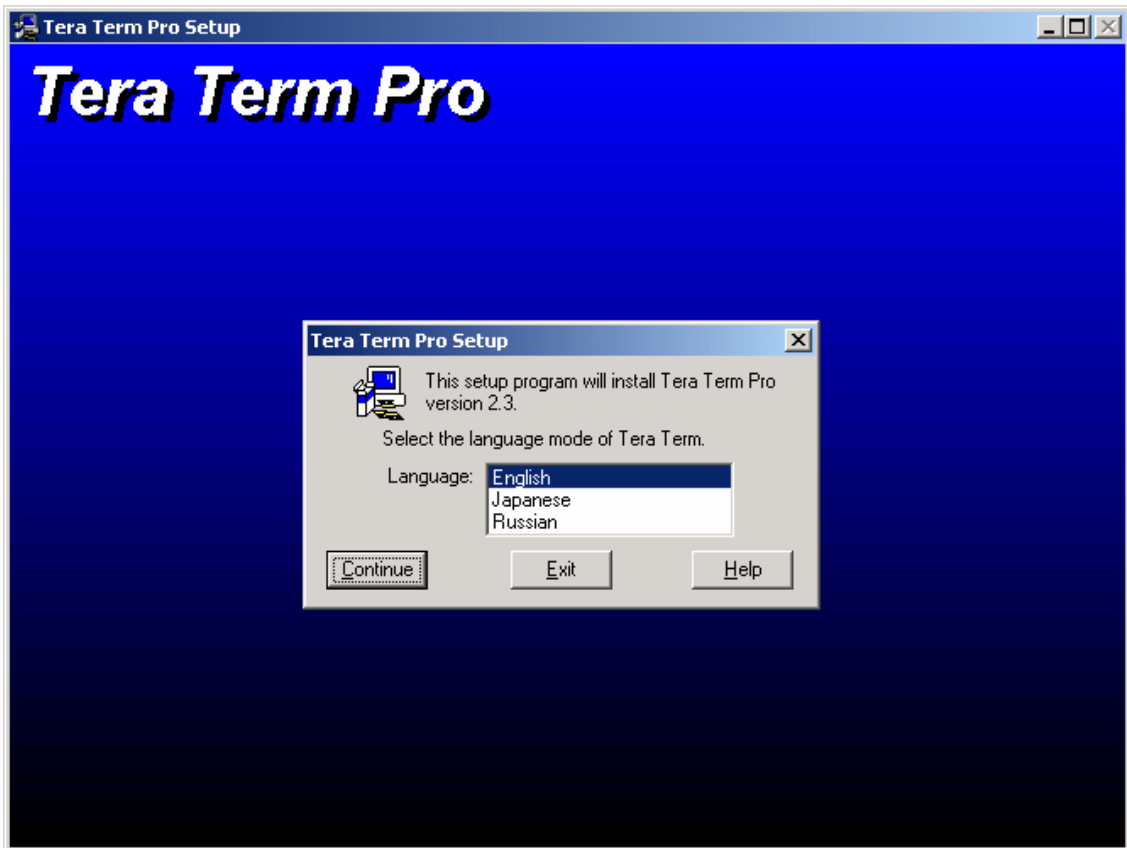 Tera Term Pro Setup
Tera Term Pro
Tera Term Pro Setup
This setup program will install Tera Term Pro
version 2.3.
Select the language mode of Tera Term.
Language:
English
Japanese
Russian
Continue
Exit
Help